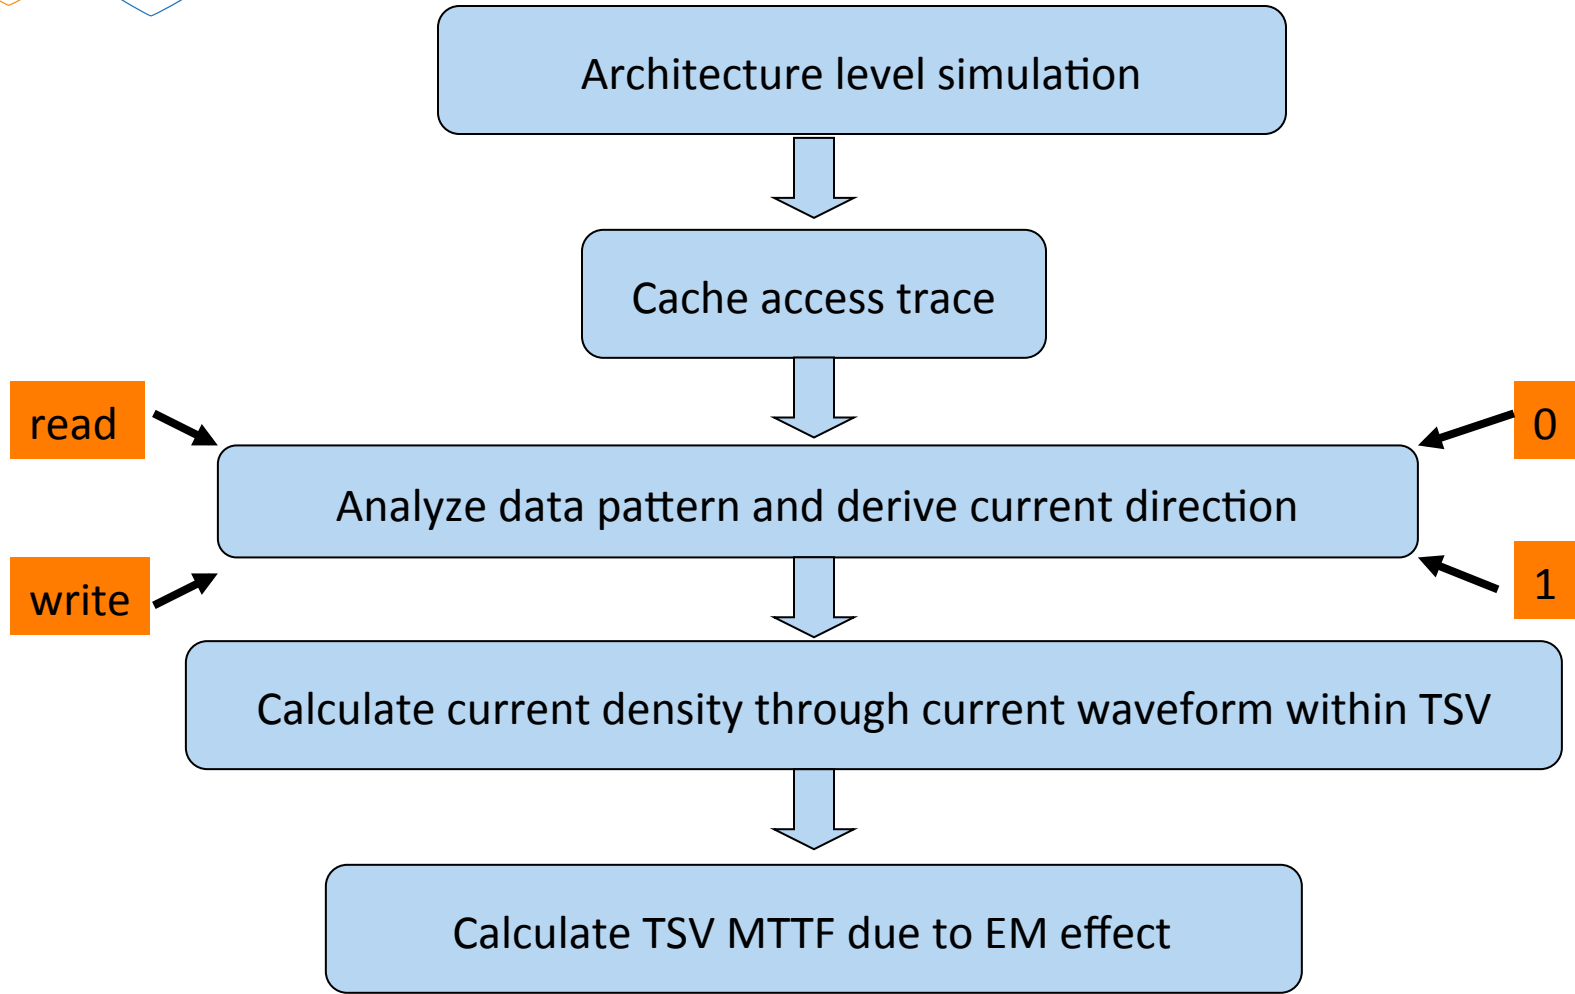 Architecture level simulation
Cache access trace
read
0
Analyze data pattern and derive current direction
write
1
Calculate current density through current waveform within TSV
Calculate TSV MTTF due to EM effect